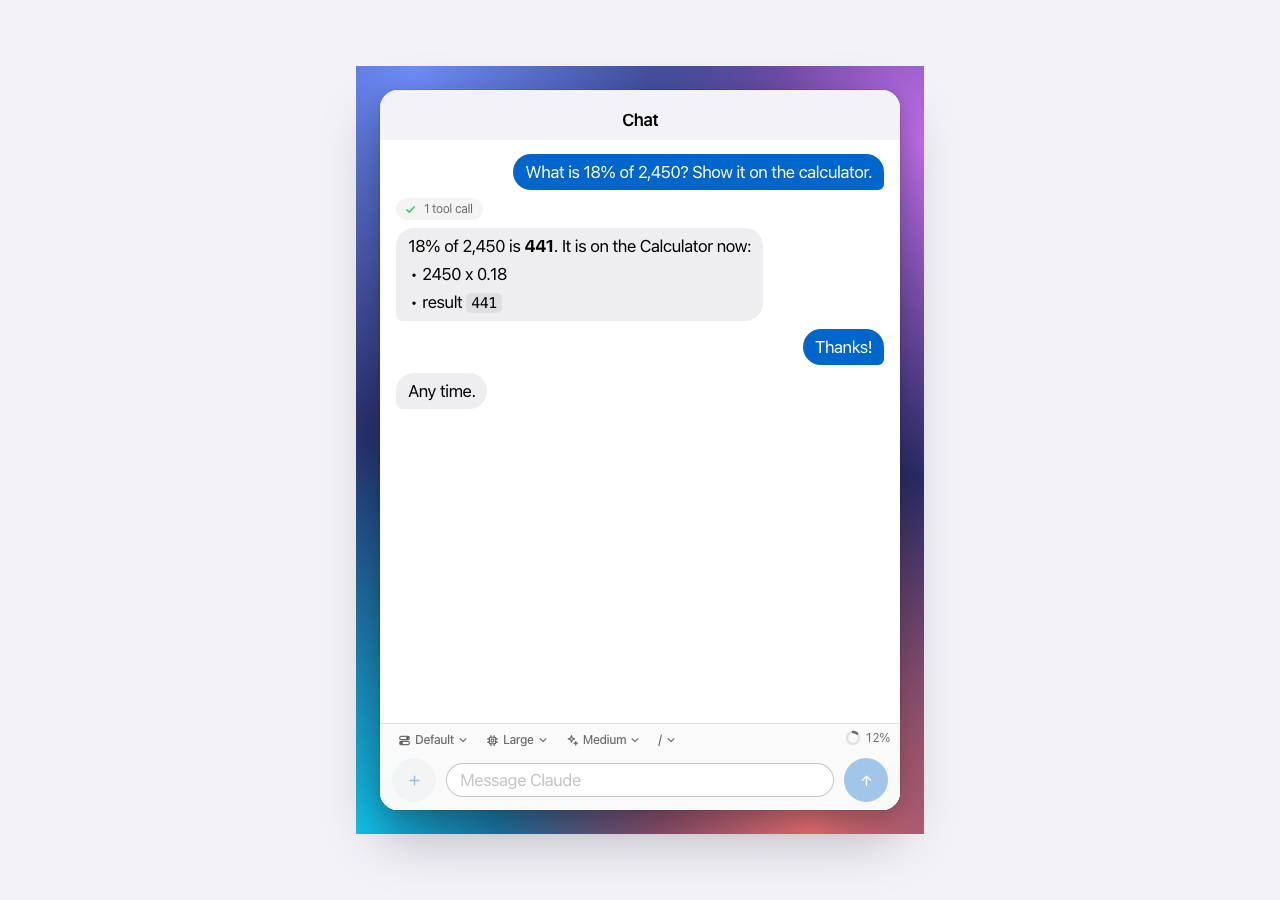 Chat
What is 18% of 2,450? Show it on the calculator.
1 tool call
18% of 2,450 is 441. It is on the Calculator now:
• 2450 x 0.18
• result 441
Thanks!
Any time.
Default Large Medium / 12%
+ Message Claude